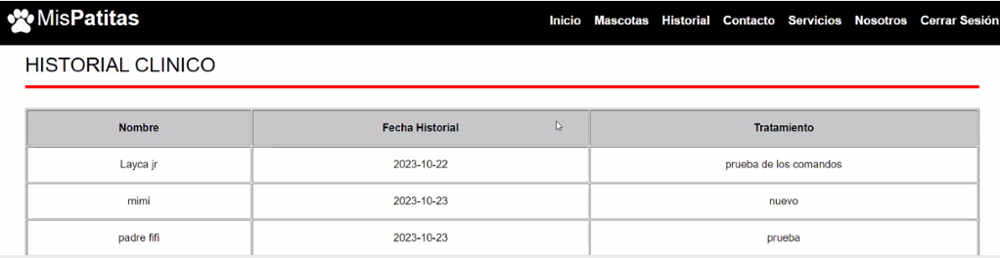 MisPatitas Inicio Mascotas Historial Contacto Servicios Nosotros Cerrar Sesión
HISTORIAL CLINICO
Nombre Fecha Historial Tratamiento
Layca jr 2023-10-22 prueba de los comandos
mimi 2023-10-23 nuevo
padre fifi 2023-10-23 prueba